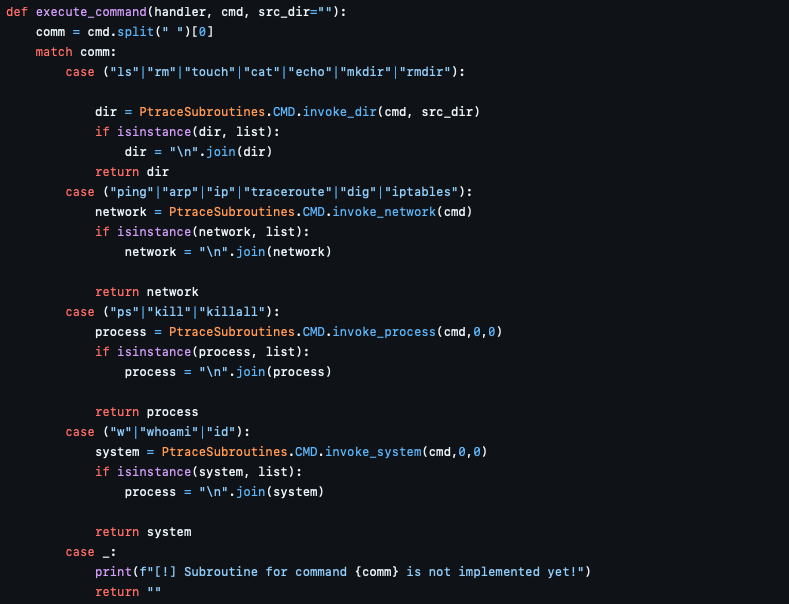 def execute_command(handler, cmd, src_dir=""):
    comm = cmd.split(" ")[0]
    match comm:
        case ("ls"|"rm"|"touch"|"cat"|"echo"|"mkdir"|"rmdir"):

            dir = PtraceSubroutines.CMD.invoke_dir(cmd, src_dir)
            if isinstance(dir, list):
                dir = "\n".join(dir)
            return dir
        case ("ping"|"arp"|"ip"|"traceroute"|"dig"|"iptables"):
            network = PtraceSubroutines.CMD.invoke_network(cmd)
            if isinstance(network, list):
                network = "\n".join(network)

            return network
        case ("ps"|"kill"|"killall"):
            process = PtraceSubroutines.CMD.invoke_process(cmd,0,0)
            if isinstance(process, list):
                process = "\n".join(process)

            return process
        case ("w"|"whoami"|"id"):
            system = PtraceSubroutines.CMD.invoke_system(cmd,0,0)
            if isinstance(system, list):
                process = "\n".join(system)

            return system
        case _:
            print(f"[!] Subroutine for command {comm} is not implemented yet!")
            return ""